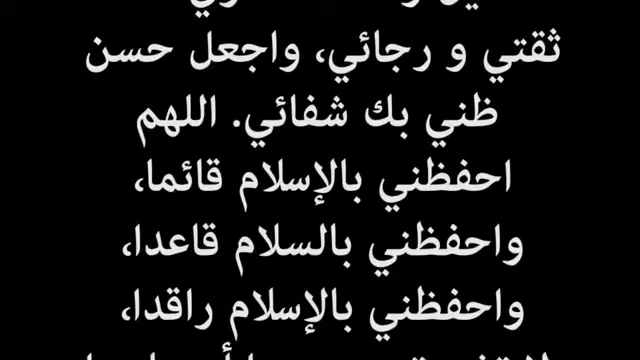 ثقتي و رجائي، واجعل حسن
ظني بك شفائي. اللهم
احفظني بالإسلام قائما،
واحفظني بالسلام قاعدا،
واحفظني بالإسلام راقدا،